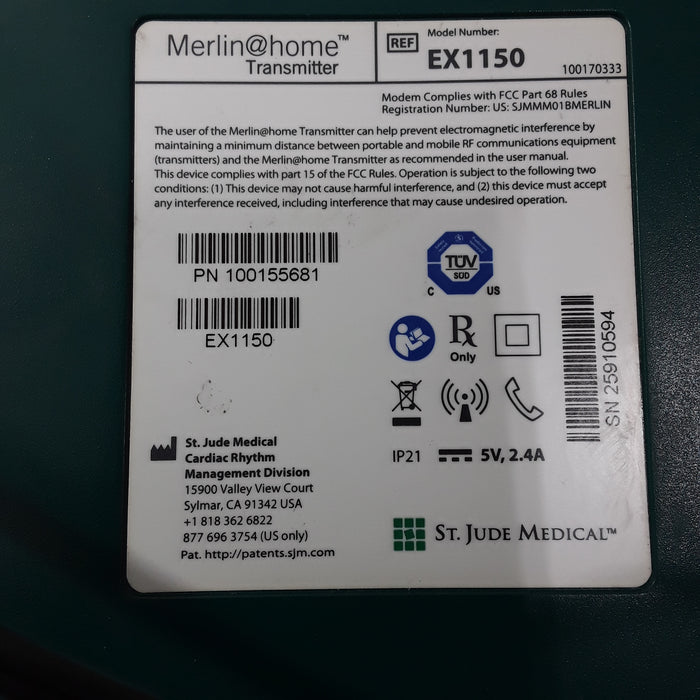 Merlin@home™
Transmitter
REF
Model Number:
EX1150
100170333
Modem Complies with FCC Part 68 Rules
Registration Number: US: SJMMM01BMERLIN
The user of the Merlin@home Transmitter can help prevent electromagnetic interference by
maintaining a minimum distance between portable and mobile RF communications equipment
(transmitters) and the Merlin@home Transmitter as recommended in the user manual.
This device complies with part 15 of the FCC Rules. Operation is subject to the following two
conditions: (1) This device may not cause harmful interference, and (2) this device must accept
any interference received, including interference that may cause undesired operation.
PN 100155681
EX1150
TÜV
SÜD
C US
Rx
Only
SN 25910594
IP21
5V, 2.4A
St. Jude Medical
Cardiac Rhythm
Management Division
15900 Valley View Court
Sylmar, CA 91342 USA
+1 818 362 6822
877 696 3754 (US only)
Pat. http://patents.sjm.com
ST. JUDE MEDICAL™